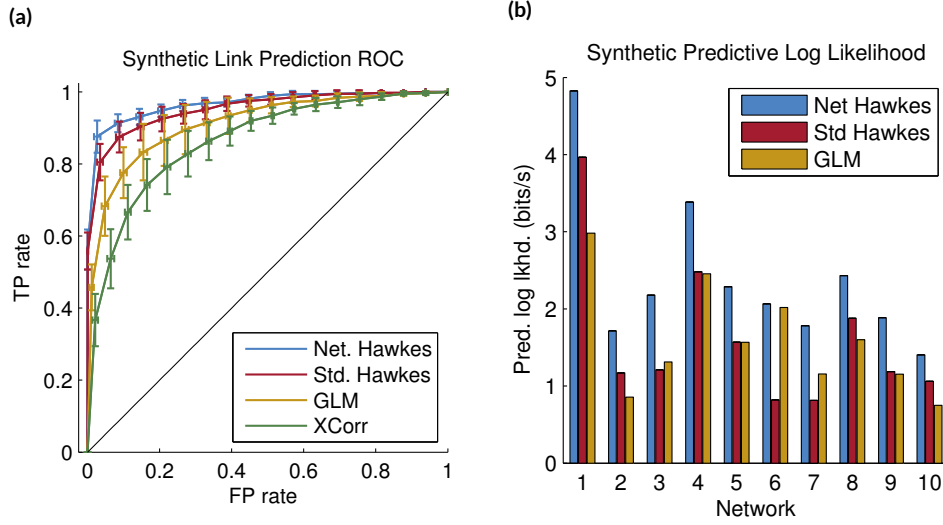 (a)
Synthetic Link Prediction ROC
TP rate
1
0.8
0.6
0.4
0.2
0
0 0.2 0.4 0.6 0.8 1
FP rate
Net. Hawkes
Std. Hawkes
GLM
XCorr
(b)
Synthetic Predictive Log Likelihood
Pred. log lkhd. (bits/s)
5
4
3
2
1
0
1 2 3 4 5 6 7 8 9 10
Network
Net Hawkes
Std Hawkes
GLM